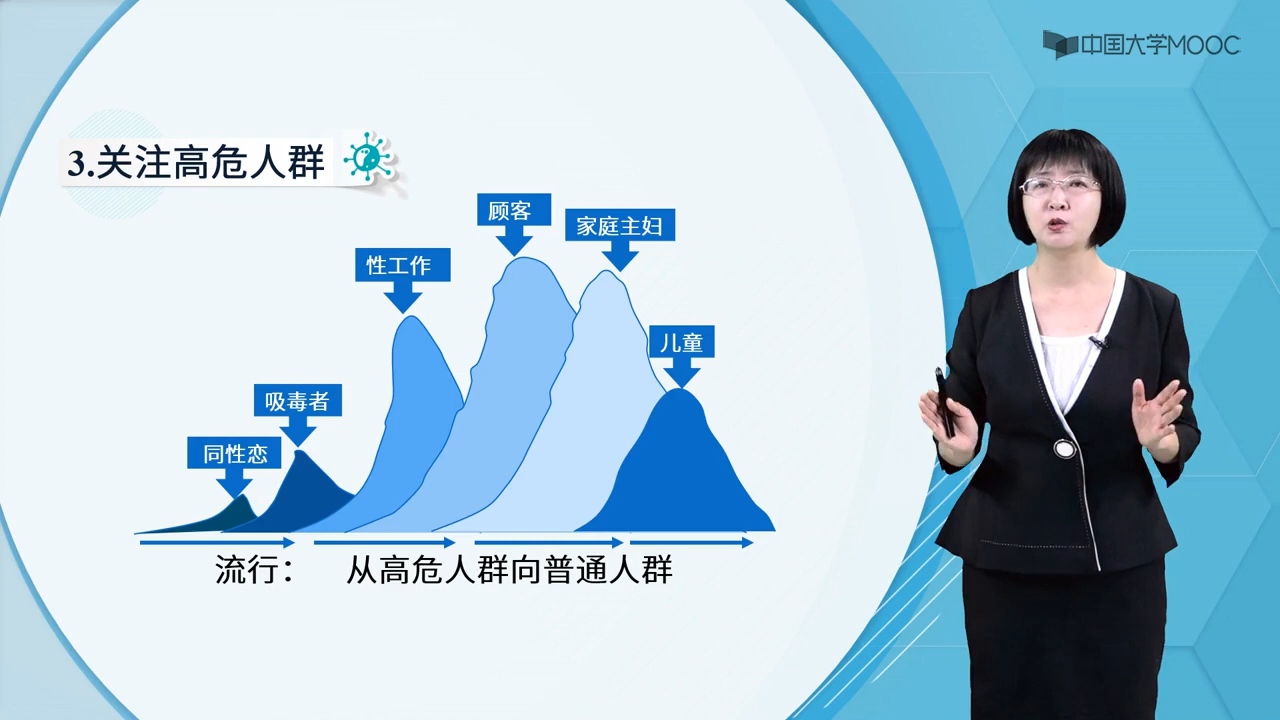 中国大学MOOC
3.关注高危人群
顾客
家庭主妇
性工作
儿童
吸毒者
同性恋
流行： 从高危人群向普通人群